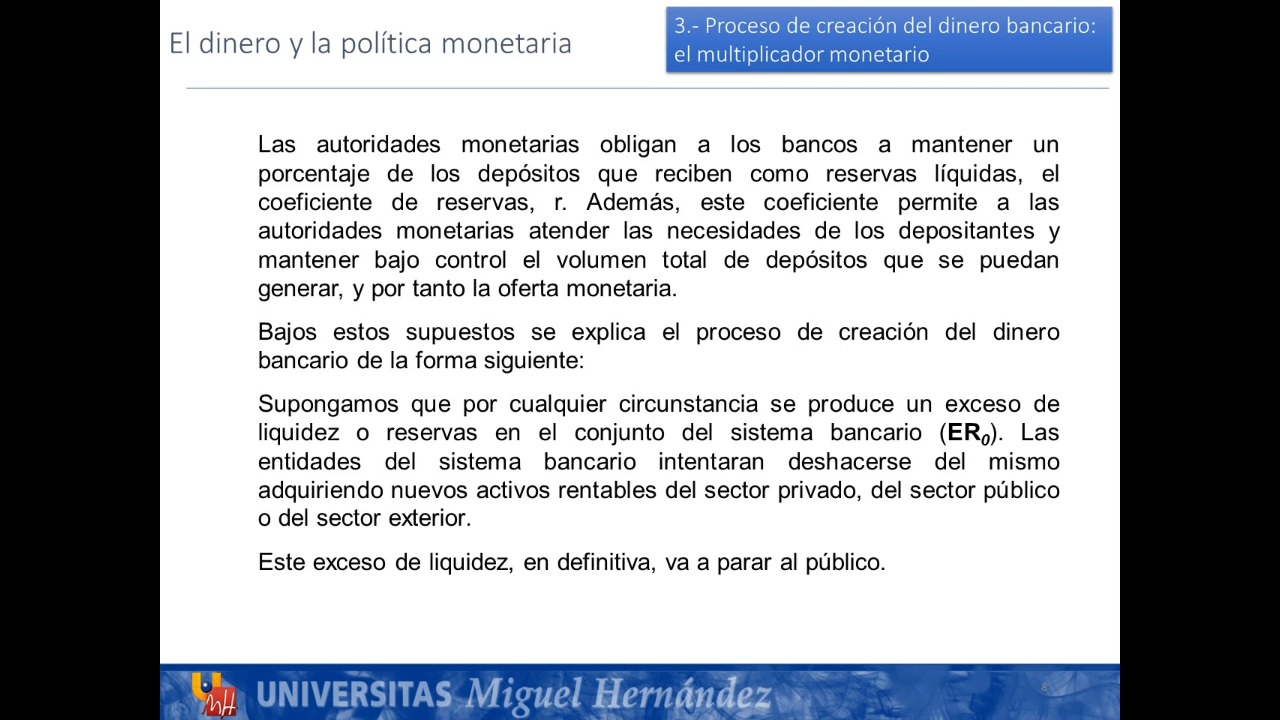 El dinero y la política monetaria
3.- Proceso de creación del dinero bancario:
el multiplicador monetario
Las autoridades monetarias obligan a los bancos a mantener un
porcentaje de los depósitos que reciben como reservas líquidas, el
coeficiente de reservas, r. Además, este coeficiente permite a las
autoridades monetarias atender las necesidades de los depositantes y
mantener bajo control el volumen total de depósitos que se puedan
generar, y por tanto la oferta monetaria.
Bajos estos supuestos se explica el proceso de creación del dinero
bancario de la forma siguiente:
Supongamos que por cualquier circunstancia se produce un exceso de
liquidez o reservas en el conjunto del sistema bancario (ER0). Las
entidades del sistema bancario intentaran deshacerse del mismo
adquiriendo nuevos activos rentables del sector privado, del sector público
o del sector exterior.
Este exceso de liquidez, en definitiva, va a parar al público.
UNIVERSITAS Miguel Hernández
8